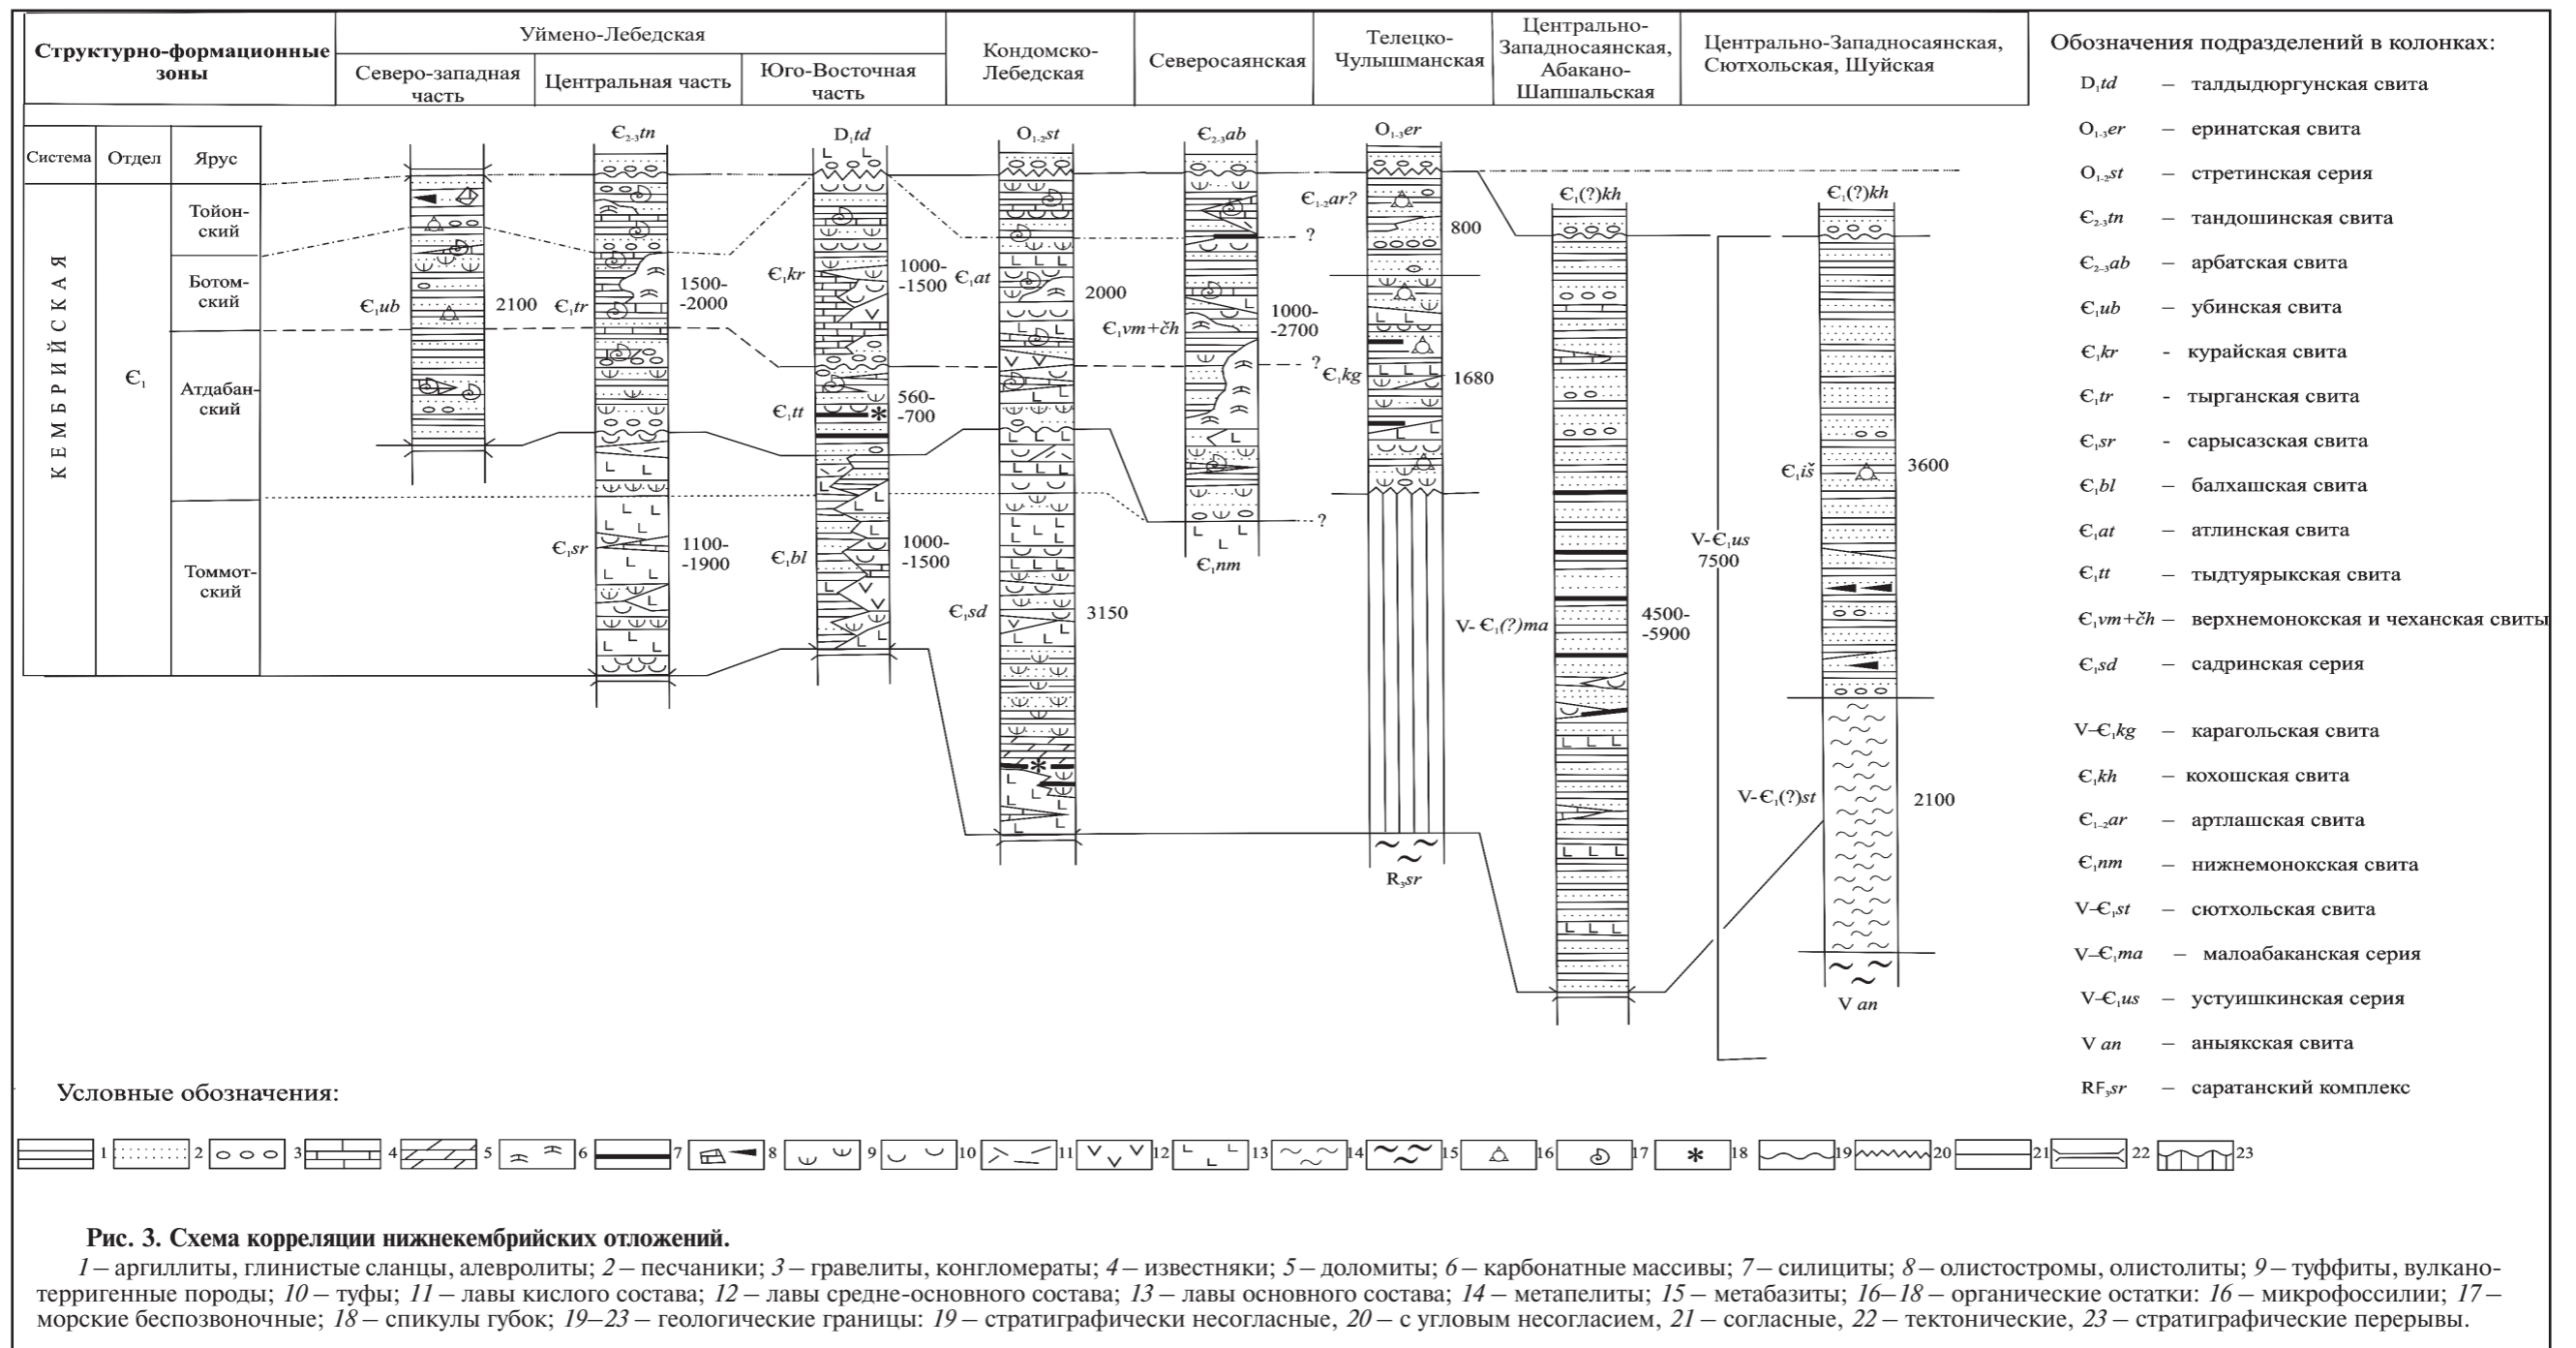 Структурно-формационные
зоны
Уймено-Лебедская
Северо-западная
часть
Центральная часть
Юго-Восточная
часть
Кондомско-
Лебедская
Северосаянская
Телецко-
Чулышманская
Центрально-
Западносаянская,
Абакано-
Шапшальская
Центрально-Западносаянская,
Сютхольская, Шуйская
Система
Отдел
Ярус
КЕМБРИЙСКАЯ
Є₁
Тойон-
ский
Ботом-
ский
Атдабан-
ский
Томмот-
ский
Є₁ub
2100
Є₂₋₃tn
Є₁tr
1500-
-2000
Є₁sr
1100-
-1900
D₁td
Є₁kr
1000-
-1500
Є₁tt
560-
-700
Є₁bl
1000-
-1500
O₁₋₂st
Є₁at
2000
Є₁sd
3150
Є₂₋₃ab
Є₁vm+čh
1000-
-2700
Є₁nm
?
?
?
O₁₋₃er
Є₁₋₂ar?
800
Є₁kg
1680
R₃sr
Є₁(?)kh
V- Є₁(?)ma
4500-
-5900
V-Є₁us
7500
Є₁(?)kh
Є₁iš
3600
V-Є₁(?)st
2100
V an
Обозначения подразделений в колонках:
D₁td – талдыдюргунская свита
O₁₋₃er – еринатская свита
O₁₋₂st – стретинская серия
Є₂₋₃tn – тандошинская свита
Є₂₋₃ab – арбатская свита
Є₁ub – убинская свита
Є₁kr - курайская свита
Є₁tr - тырганская свита
Є₁sr - сарысазская свита
Є₁bl – балхашская свита
Є₁at – атлинская свита
Є₁tt – тыдтуярыкская свита
Є₁vm+čh – верхнемонокская и чеханская свиты
Є₁sd – садринская серия
V–Є₁kg – карагольская свита
Є₁kh – кохошская свита
Є₁₋₂ar – артлашская свита
Є₁nm – нижнемонокская свита
V–Є₁st – сютхольская свита
V–Є₁ma – малоабаканская серия
V–Є₁us – устуишкинская серия
V an – аныякская свита
RF₃sr – саратанский комплекс
Условные обозначения:
1 2 3 4 5 6 7 8 9 10 11 12 13 14 15 16 17 18 19 20 21 22 23
Рис. 3. Схема корреляции нижнекембрийских отложений.
1 – аргиллиты, глинистые сланцы, алевролиты; 2 – песчаники; 3 – гравелиты, конгломераты; 4 – известняки; 5 – доломиты; 6 – карбонатные массивы; 7 – силициты; 8 – олистостромы, олистолиты; 9 – туффиты, вулкано-
терригенные породы; 10 – туфы; 11 – лавы кислого состава; 12 – лавы средне-основного состава; 13 – лавы основного состава; 14 – метапелиты; 15 – метабазиты; 16–18 – органические остатки: 16 – микрофоссилии; 17 –
морские беспозвоночные; 18 – спикулы губок; 19–23 – геологические границы: 19 – стратиграфически несогласные, 20 – с угловым несогласием, 21 – согласные, 22 – тектонические, 23 – стратиграфические перерывы.